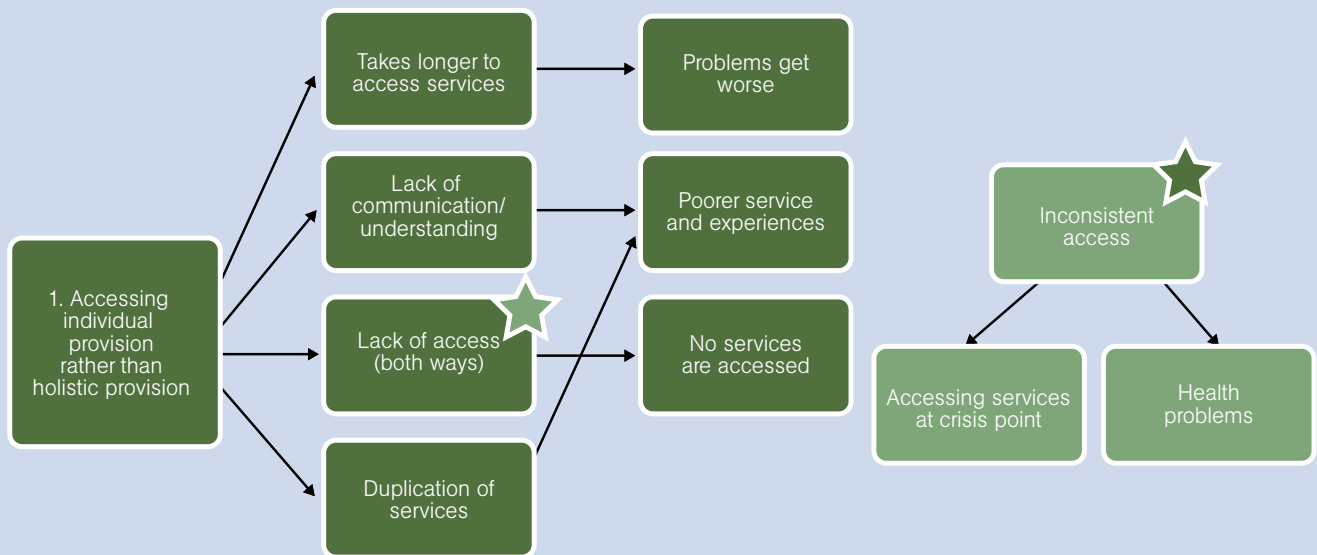 1. Accessing
individual
provision
rather than
holistic provision
Takes longer to
access services
Problems get
worse
Lack of
communication/
understanding
Poorer service
and experiences
Lack of access
(both ways)
No services
are accessed
Duplication of
services
Inconsistent
access
Accessing services
at crisis point
Health
problems